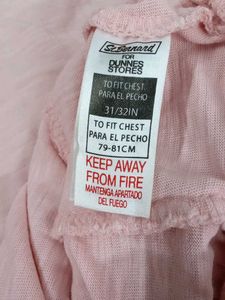 St. Bernard
FOR
DUNNES
STORES
TO FIT CHEST
PARA EL PECHO
31/32IN
TO FIT CHEST
PARA EL PECHO
79-81CM
KEEP AWAY
FROM FIRE
MANTENGA APARTADO
DEL FUEGO